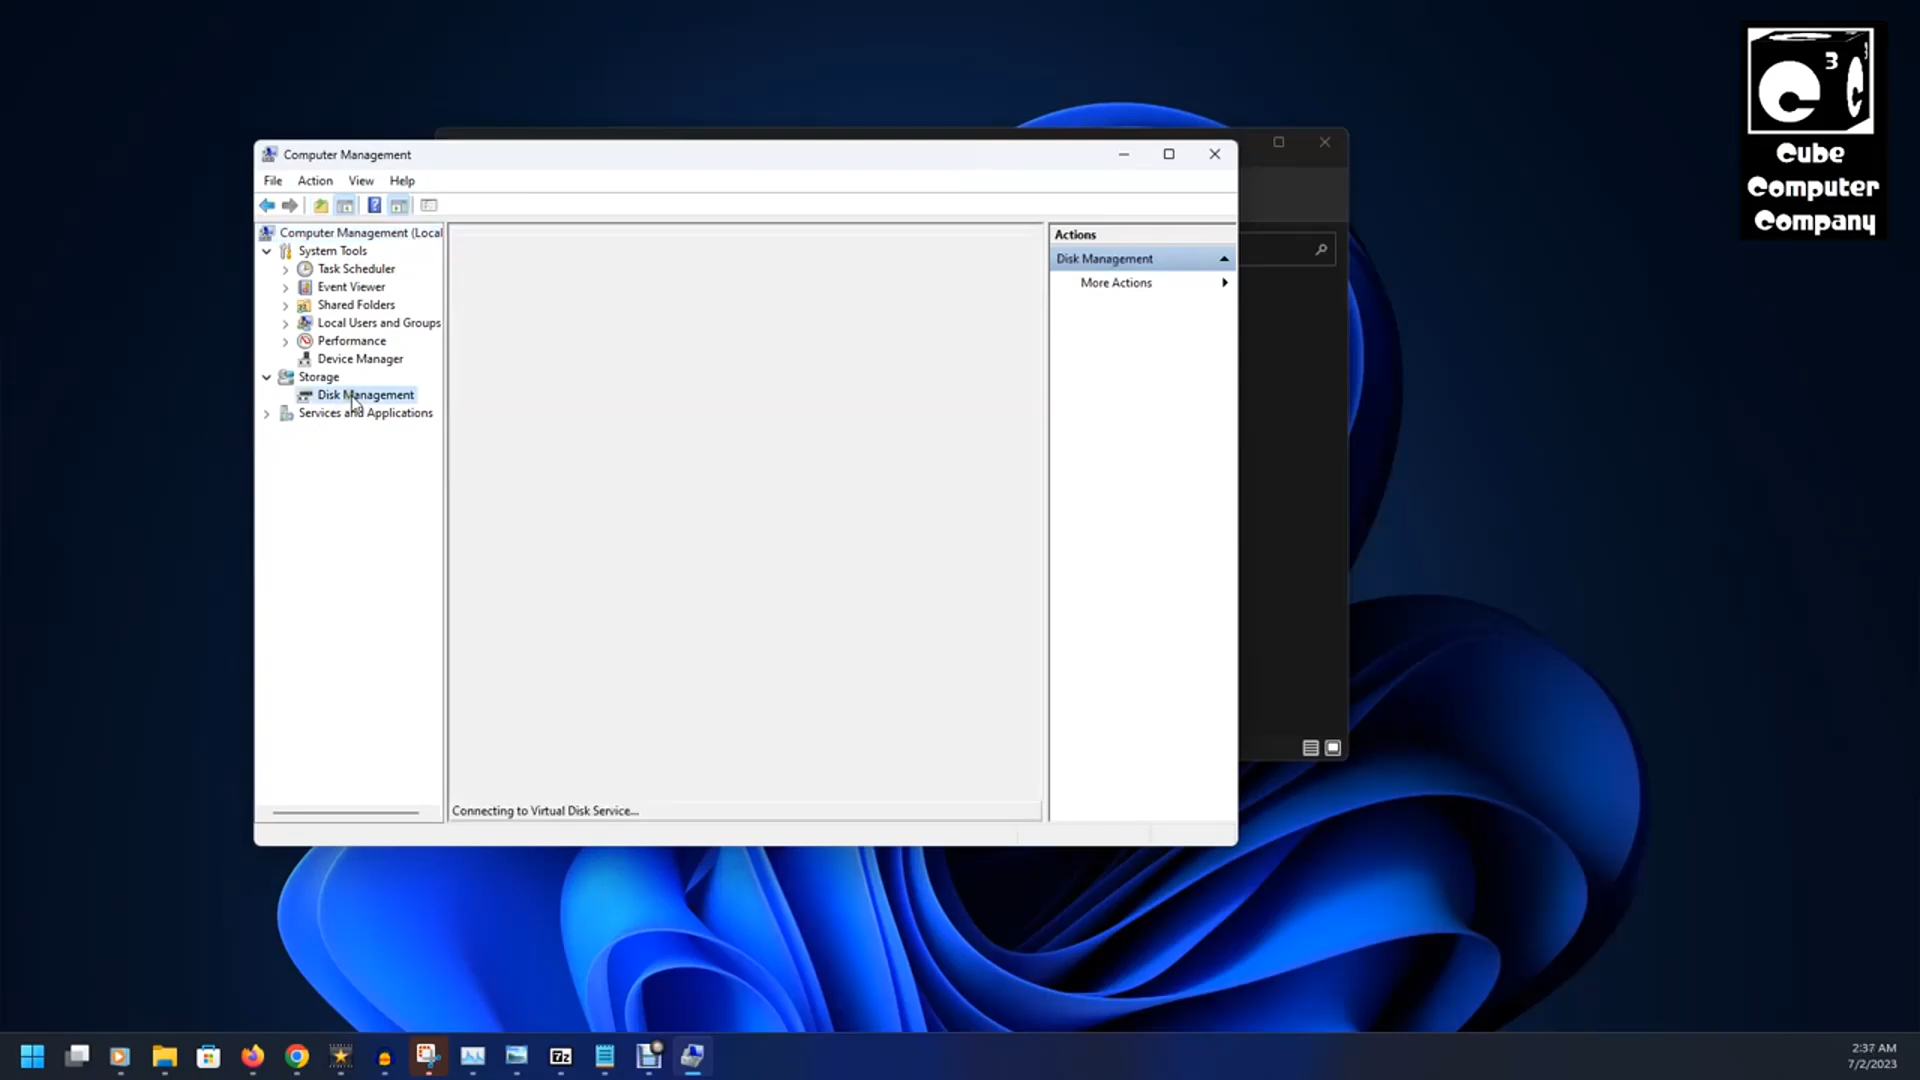 Computer Management
File Action View Help
Computer Management (Local
System Tools
Task Scheduler
Event Viewer
Shared Folders
Local Users and Groups
Performance
Device Manager
Storage
Disk Management
Services and Applications
Connecting to Virtual Disk Service...
Actions
Disk Management
More Actions
C 3 C
Cube
Computer
Company
7z
2:37 AM
7/2/2023